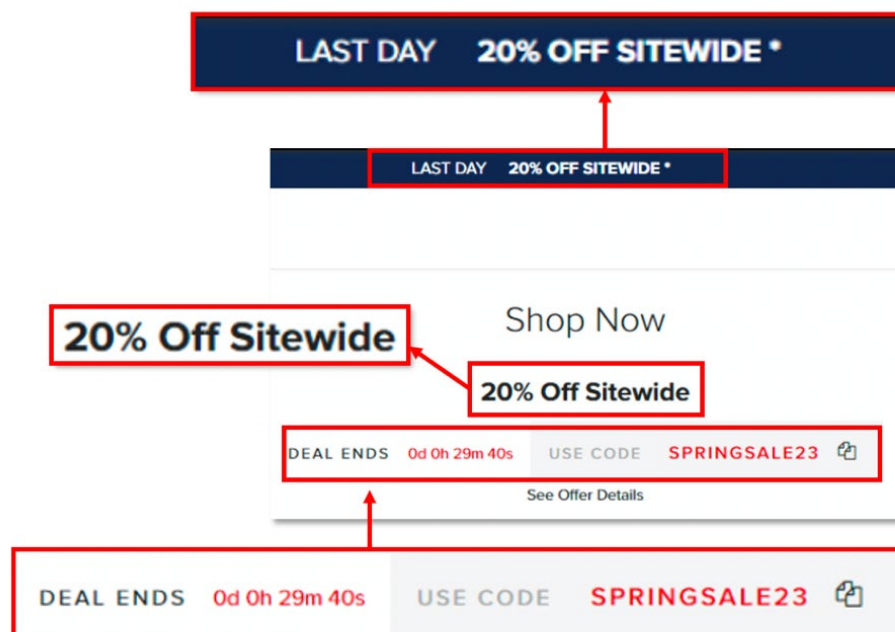 LAST DAY 20% OFF SITEWIDE *
LAST DAY 20% OFF SITEWIDE *
Shop Now
20% Off Sitewide
20% Off Sitewide
DEAL ENDS 0d 0h 29m 40s USE CODE SPRINGSALE23
See Offer Details
DEAL ENDS 0d 0h 29m 40s USE CODE SPRINGSALE23